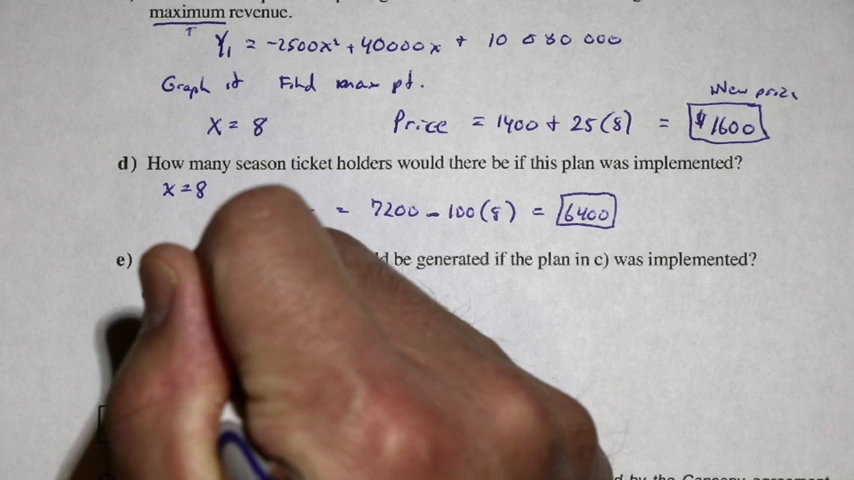 maximum revenue.
Y₁ = -2500x² + 40000x + 10 080 000
Graph it Find max pt.
New price
x = 8 Price = 1400 + 25(8) = $1600
d) How many season ticket holders would there be if this plan was implemented?
x = 8
= 7200 - 100(8) = 6400
e) be generated if the plan in c) was implemented?
by the